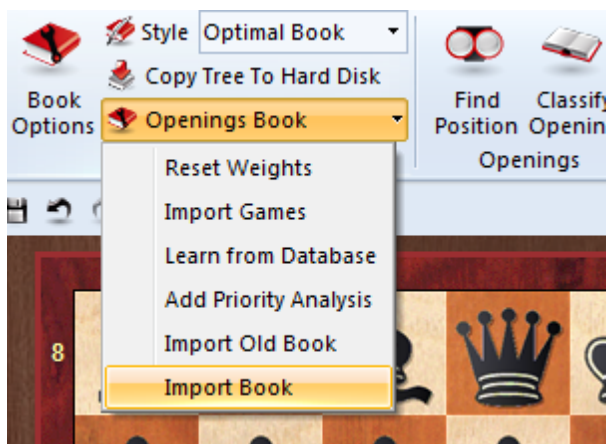 Style Optimal Book
Copy Tree To Hard Disk
Book
Options
Openings Book
Find
Position
Classify
Openin
Openings
Reset Weights
Import Games
Learn from Database
Add Priority Analysis
Import Old Book
Import Book
8